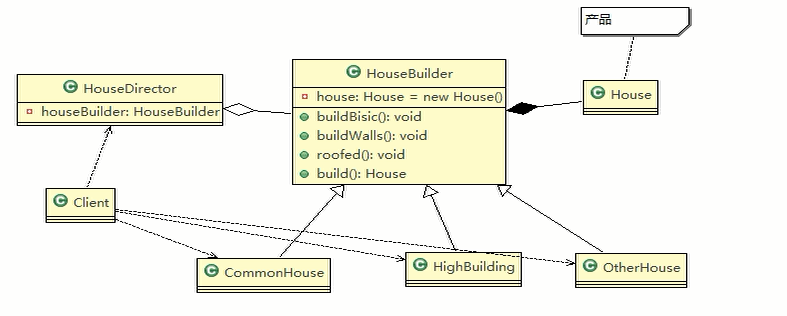 产品
HouseDirector
houseBuilder: HouseBuilder
HouseBuilder
house: House = new House()
buildBisic(): void
buildWalls(): void
roofed(): void
build(): House
House
Client
CommonHouse
HighBuilding
OtherHouse